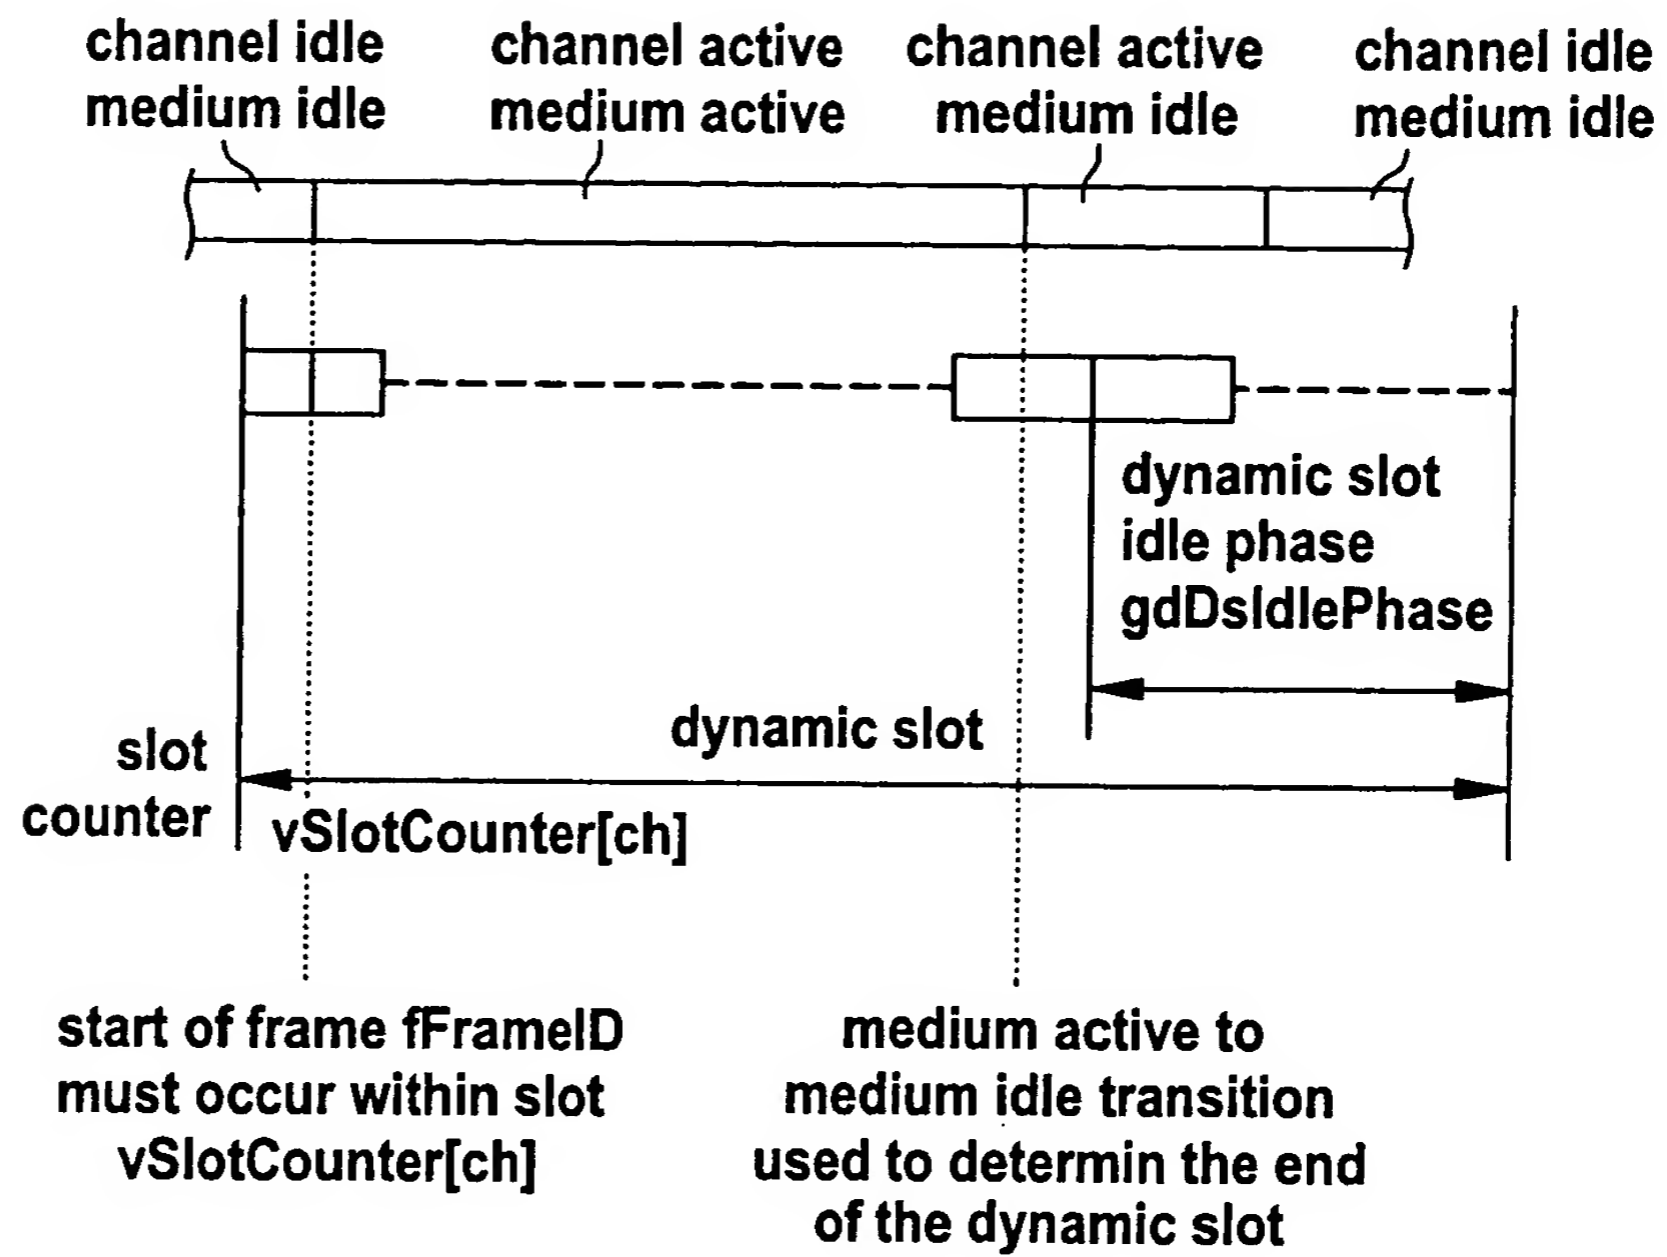 channel idle
medium idle
channel active
medium active
channel active
medium idle
channel idle
medium idle
dynamic slot
idle phase
gdDsIdlePhase
dynamic slot
slot
counter
vSlotCounter[ch]
start of frame fFrameID
must occur within slot
vSlotCounter[ch]
medium active to
medium idle transition
used to determin the end
of the dynamic slot